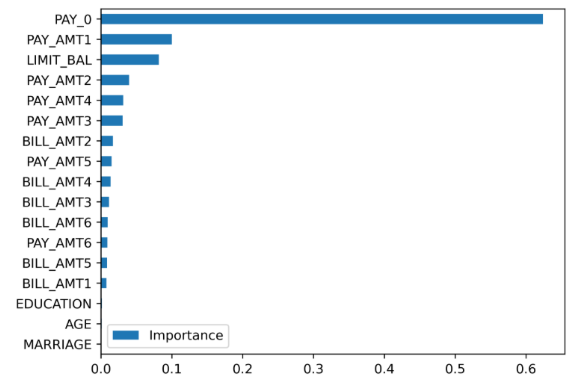 PAY_0
PAY_AMT1
LIMIT_BAL
PAY_AMT2
PAY_AMT4
PAY_AMT3
BILL_AMT2
PAY_AMT5
BILL_AMT4
BILL_AMT3
BILL_AMT6
PAY_AMT6
BILL_AMT5
BILL_AMT1
EDUCATION
AGE
MARRIAGE
Importance
0.0 0.1 0.2 0.3 0.4 0.5 0.6